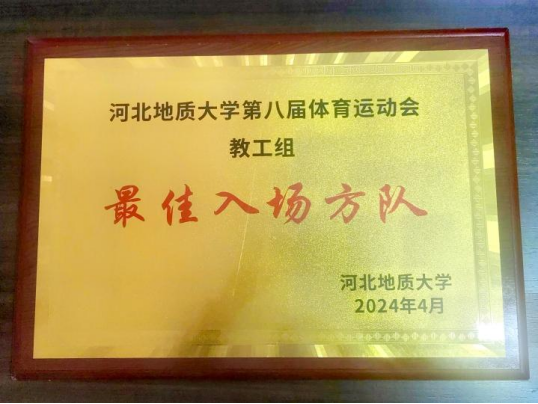 河北地质大学第八届体育运动会
教工组
最佳入场方队
河北地质大学
2024年4月